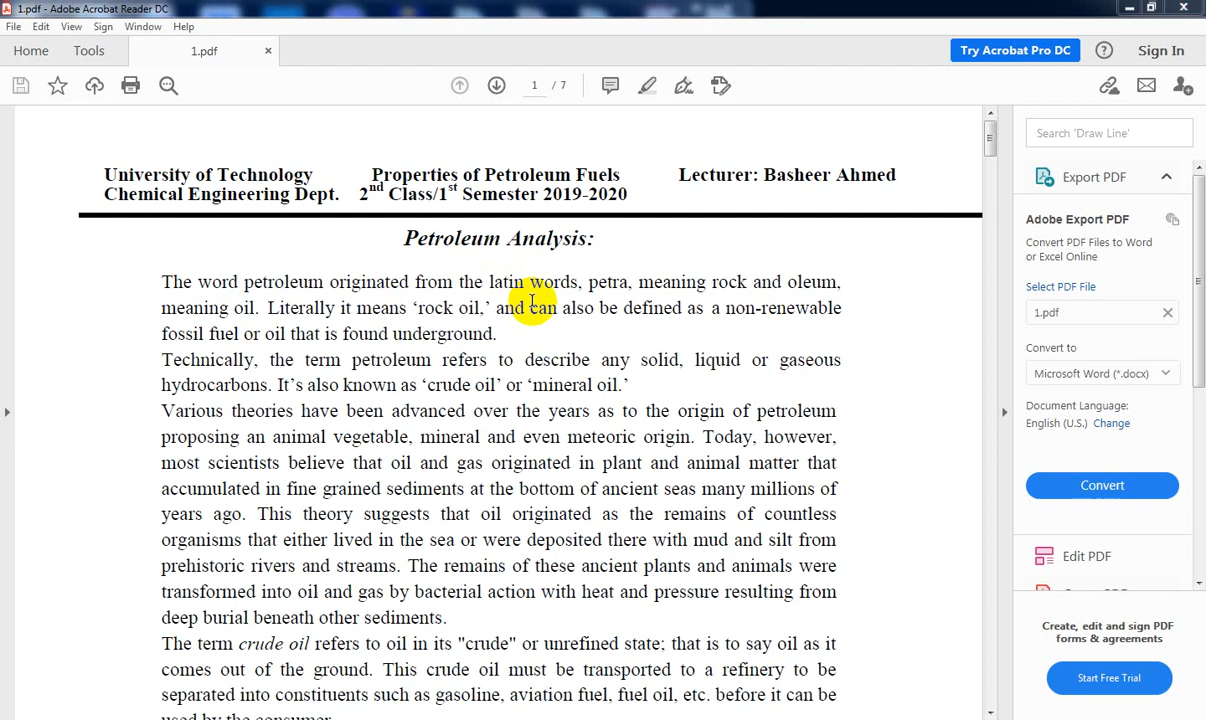 1.pdf - Adobe Acrobat Reader DC
File Edit View Sign Window Help
Home Tools 1.pdf × Try Acrobat Pro DC ? Sign In
1 / 7
Search 'Draw Line'
University of Technology Properties of Petroleum Fuels Lecturer: Basheer Ahmed
Chemical Engineering Dept. 2nd Class/1st Semester 2019-2020
Petroleum Analysis:
The word petroleum originated from the latin words, petra, meaning rock and oleum,
meaning oil. Literally it means ‘rock oil,’ and can also be defined as a non-renewable
fossil fuel or oil that is found underground.
Technically, the term petroleum refers to describe any solid, liquid or gaseous
hydrocarbons. It’s also known as ‘crude oil’ or ‘mineral oil.’
Various theories have been advanced over the years as to the origin of petroleum
proposing an animal vegetable, mineral and even meteoric origin. Today, however,
most scientists believe that oil and gas originated in plant and animal matter that
accumulated in fine grained sediments at the bottom of ancient seas many millions of
years ago. This theory suggests that oil originated as the remains of countless
organisms that either lived in the sea or were deposited there with mud and silt from
prehistoric rivers and streams. The remains of these ancient plants and animals were
transformed into oil and gas by bacterial action with heat and pressure resulting from
deep burial beneath other sediments.
The term crude oil refers to oil in its "crude" or unrefined state; that is to say oil as it
comes out of the ground. This crude oil must be transported to a refinery to be
separated into constituents such as gasoline, aviation fuel, fuel oil, etc. before it can be
used by the consumer.
Export PDF
Adobe Export PDF
Convert PDF Files to Word
or Excel Online
Select PDF File
1.pdf
Convert to
Microsoft Word (*.docx)
Document Language:
English (U.S.) Change
Convert
Edit PDF
Create, edit and sign PDF
forms & agreements
Start Free Trial